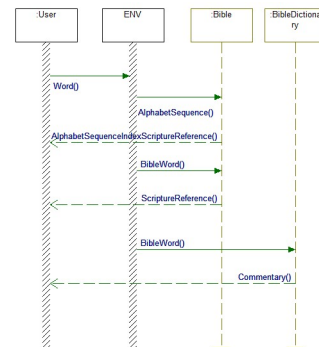 :User
ENV
:Bible
:BibleDictiona
ry
Word()
AlphabetSequence()
AlphabetSequenceIndexScriptureReference()
BibleWord()
ScriptureReference()
BibleWord()
Commentary()